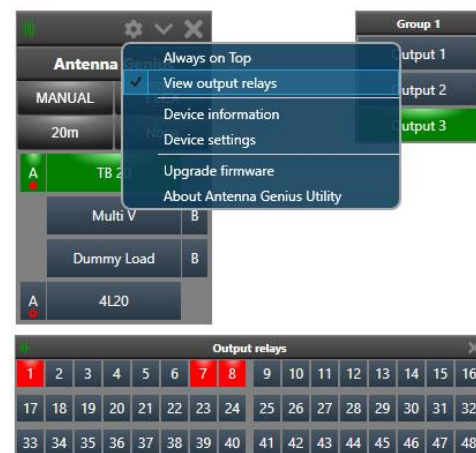 Antenna Genius
MANUAL
20m
A
TB 2
Multi V
B
Dummy Load
B
A
4L20
Always on Top
View output relays
Device information
Device settings
Upgrade firmware
About Antenna Genius Utility
Group 1
utput 1
utput 2
utput 3
Output relays
1 2 3 4 5 6 7 8 9 10 11 12 13 14 15 16
17 18 19 20 21 22 23 24 25 26 27 28 29 30 31 32
33 34 35 36 37 38 39 40 41 42 43 44 45 46 47 48